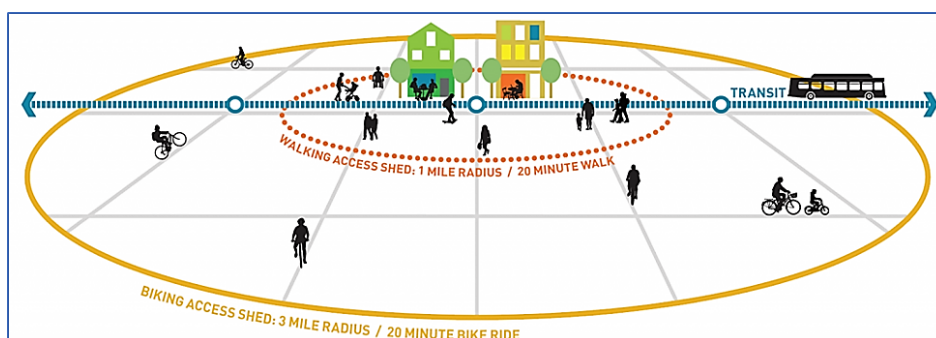 TRANSIT
WALKING ACCESS SHED: 1 MILE RADIUS / 20 MINUTE WALK
BIKING ACCESS SHED: 3 MILE RADIUS / 20 MINUTE BIKE RIDE